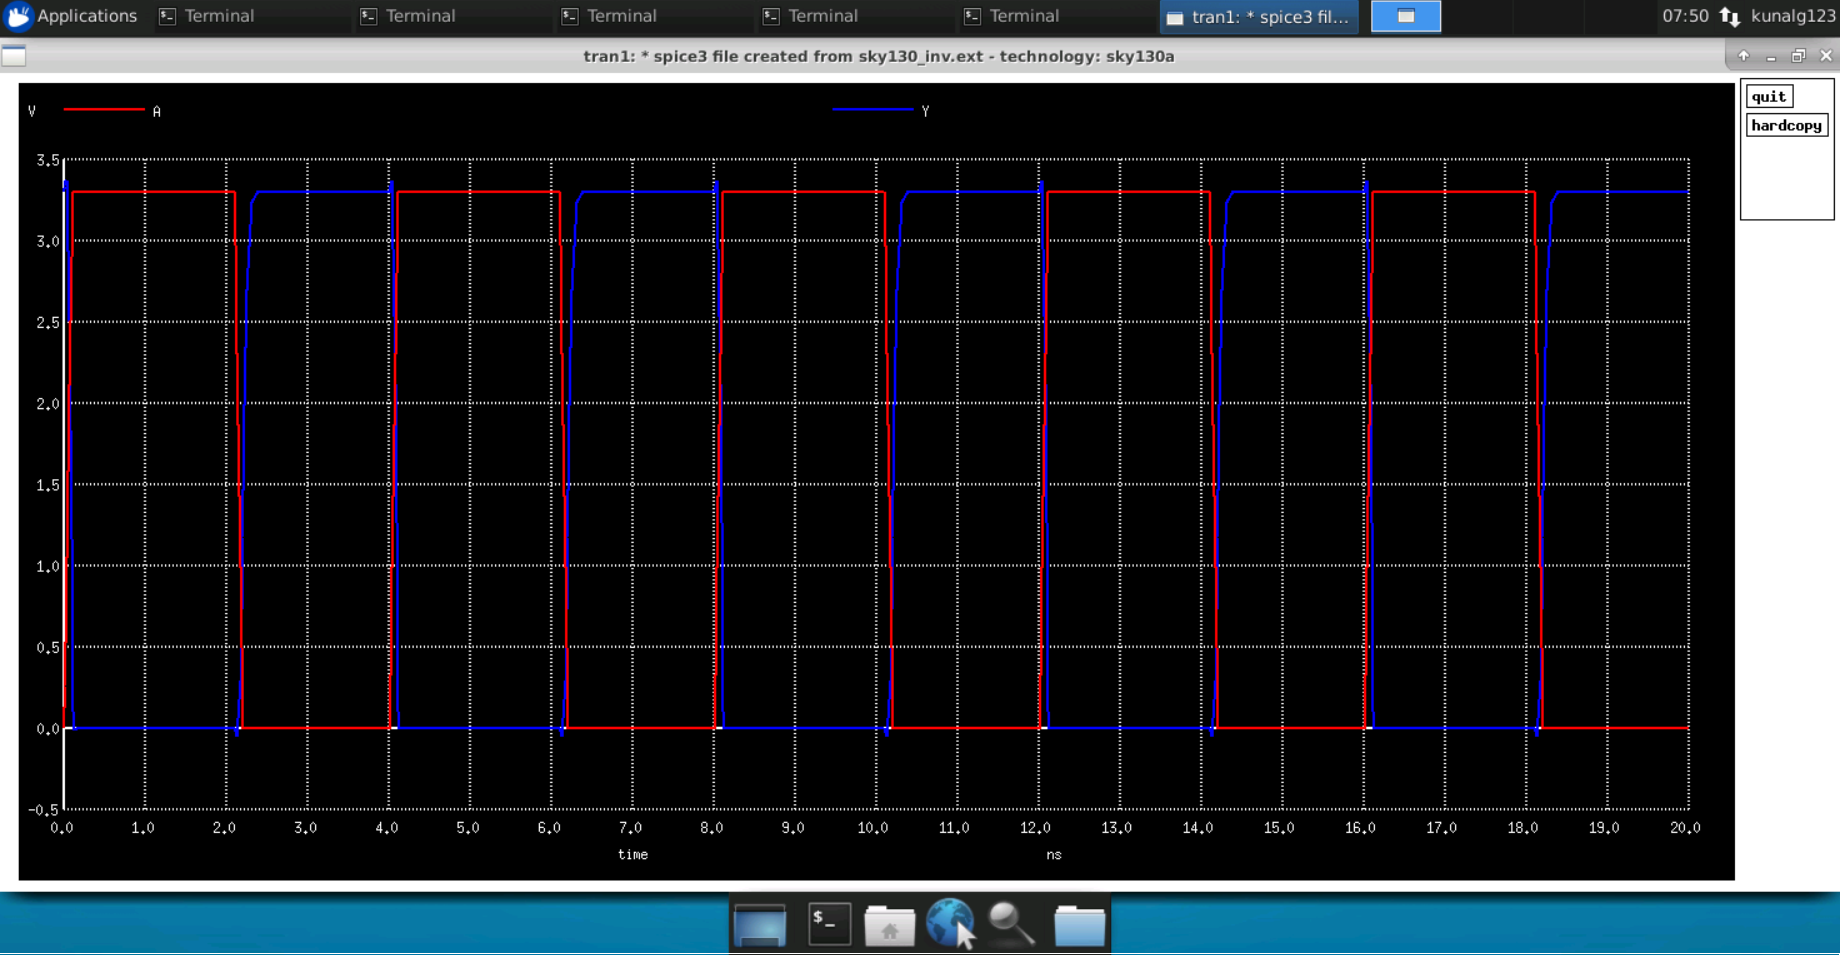 Applications Terminal Terminal Terminal Terminal Terminal tran1: * spice3 fil... 07:50 kunalg123
tran1: * spice3 file created from sky130_inv.ext - technology: sky130a
quit
hardcopy
V A Y
3.5
3.0
2.5
2.0
1.5
1.0
0.5
0.0
-0.5
0.0 1.0 2.0 3.0 4.0 5.0 6.0 7.0 8.0 9.0 10.0 11.0 12.0 13.0 14.0 15.0 16.0 17.0 18.0 19.0 20.0
time ns
$_